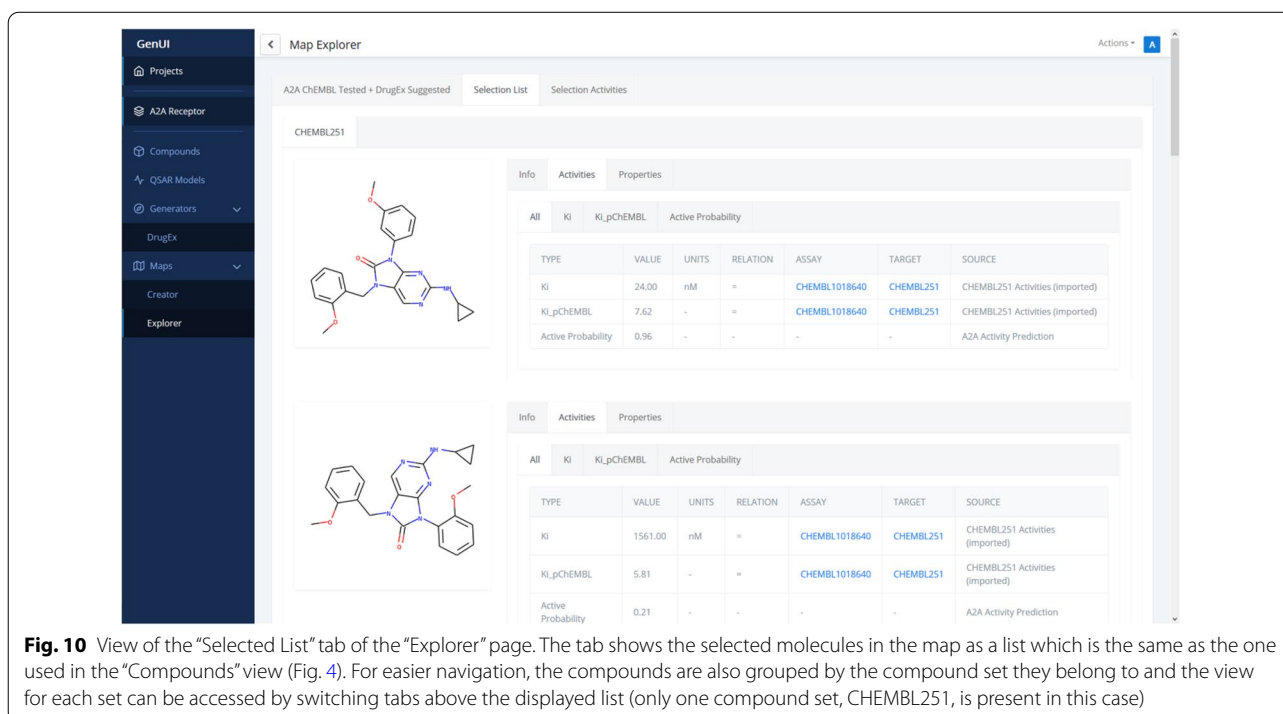 GenUI
Map Explorer
Actions
A
Projects
A2A Receptor
Compounds
QSAR Models
Generators
DrugEx
Maps
Creator
Explorer
A2A ChEMBL Tested + DrugEx Suggested Selection List Selection Activities
CHEMBL251
Info Activities Properties
All Ki Ki_pChEMBL Active Probability
TYPE VALUE UNITS RELATION ASSAY TARGET SOURCE
Ki 24.00 nM = CHEMBL1018640 CHEMBL251 CHEMBL251 Activities (imported)
Ki_pChEMBL 7.62 - = CHEMBL1018640 CHEMBL251 CHEMBL251 Activities (imported)
Active Probability 0.96 - - - - A2A Activity Prediction
O
N
N
O
N
N
NH
O
Info Activities Properties
All Ki Ki_pChEMBL Active Probability
TYPE VALUE UNITS RELATION ASSAY TARGET SOURCE
Ki 1561.00 nM = CHEMBL1018640 CHEMBL251 CHEMBL251 Activities
(imported)
Ki_pChEMBL 5.81 - = CHEMBL1018640 CHEMBL251 CHEMBL251 Activities
(imported)
Active
Probability 0.21 - - - - A2A Activity Prediction
NH
N
N
O
N
N
O
O
Fig. 10 View of the “Selected List” tab of the “Explorer” page. The tab shows the selected molecules in the map as a list which is the same as the one
used in the “Compounds” view (Fig. 4). For easier navigation, the compounds are also grouped by the compound set they belong to and the view
for each set can be accessed by switching tabs above the displayed list (only one compound set, CHEMBL251, is present in this case)